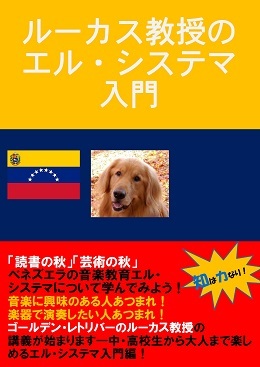 ルーカス教授の
エル・システマ
入門
「読書の秋」「芸術の秋」
ベネズエラの音楽教育エル・
システマについて学んでみよう！
音楽に興味のある人あつまれ！
楽器で演奏したい人あつまれ！
ゴールデン・レトリバーのルーカス教授の
講義が始まります―中・高校生から大人まで楽し
めるエル・システマ入門編！
知は力なり！